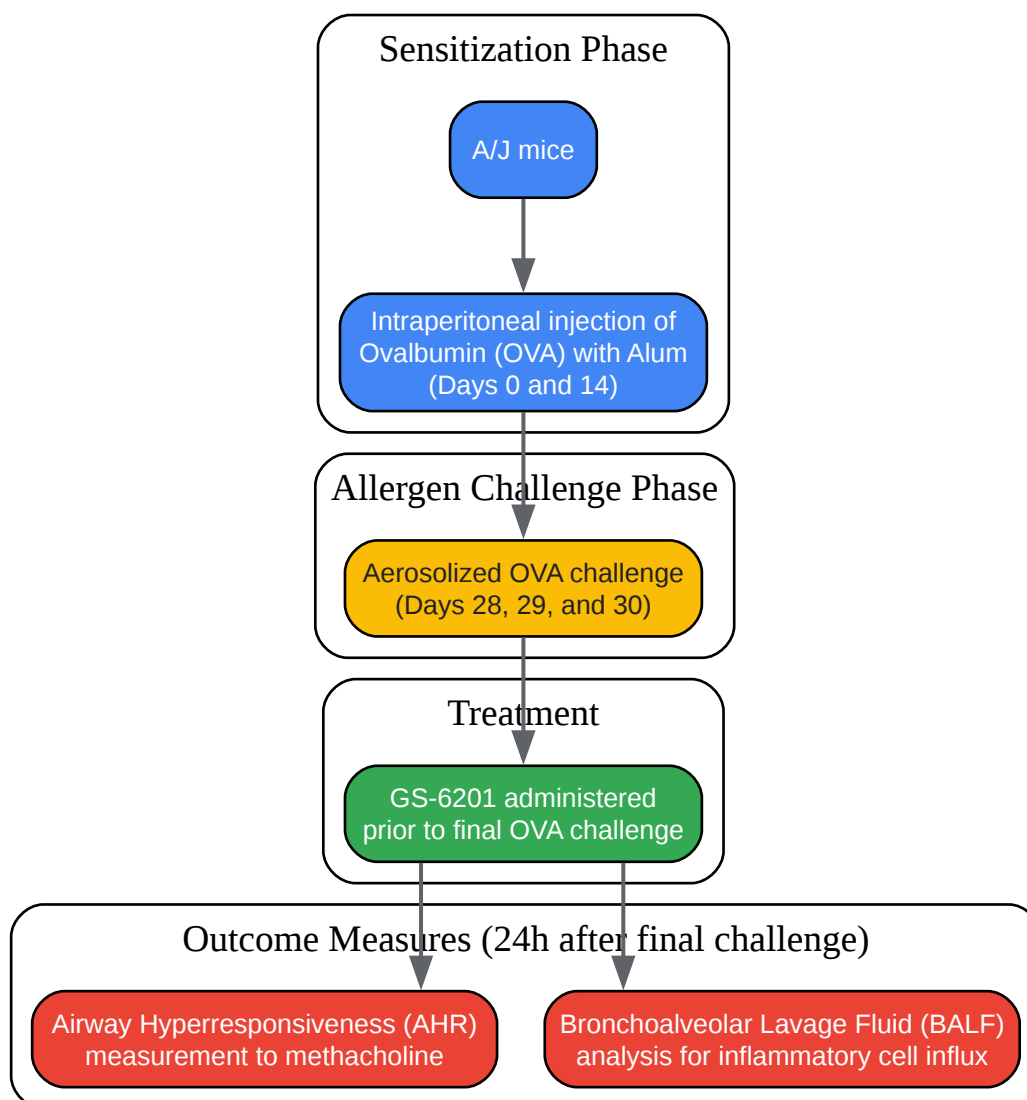 Sensitization Phase
A/J mice
Intraperitoneal injection of
Ovalbumin (OVA) with Alum
(Days 0 and 14)
Allergen Challenge Phase
Aerosolized OVA challenge
(Days 28, 29, and 30)
Treatment
GS-6201 administered
prior to final OVA challenge
Outcome Measures (24h after final challenge)
Airway Hyperresponsiveness (AHR)
measurement to methacholine
Bronchoalveolar Lavage Fluid (BALF)
analysis for inflammatory cell influx